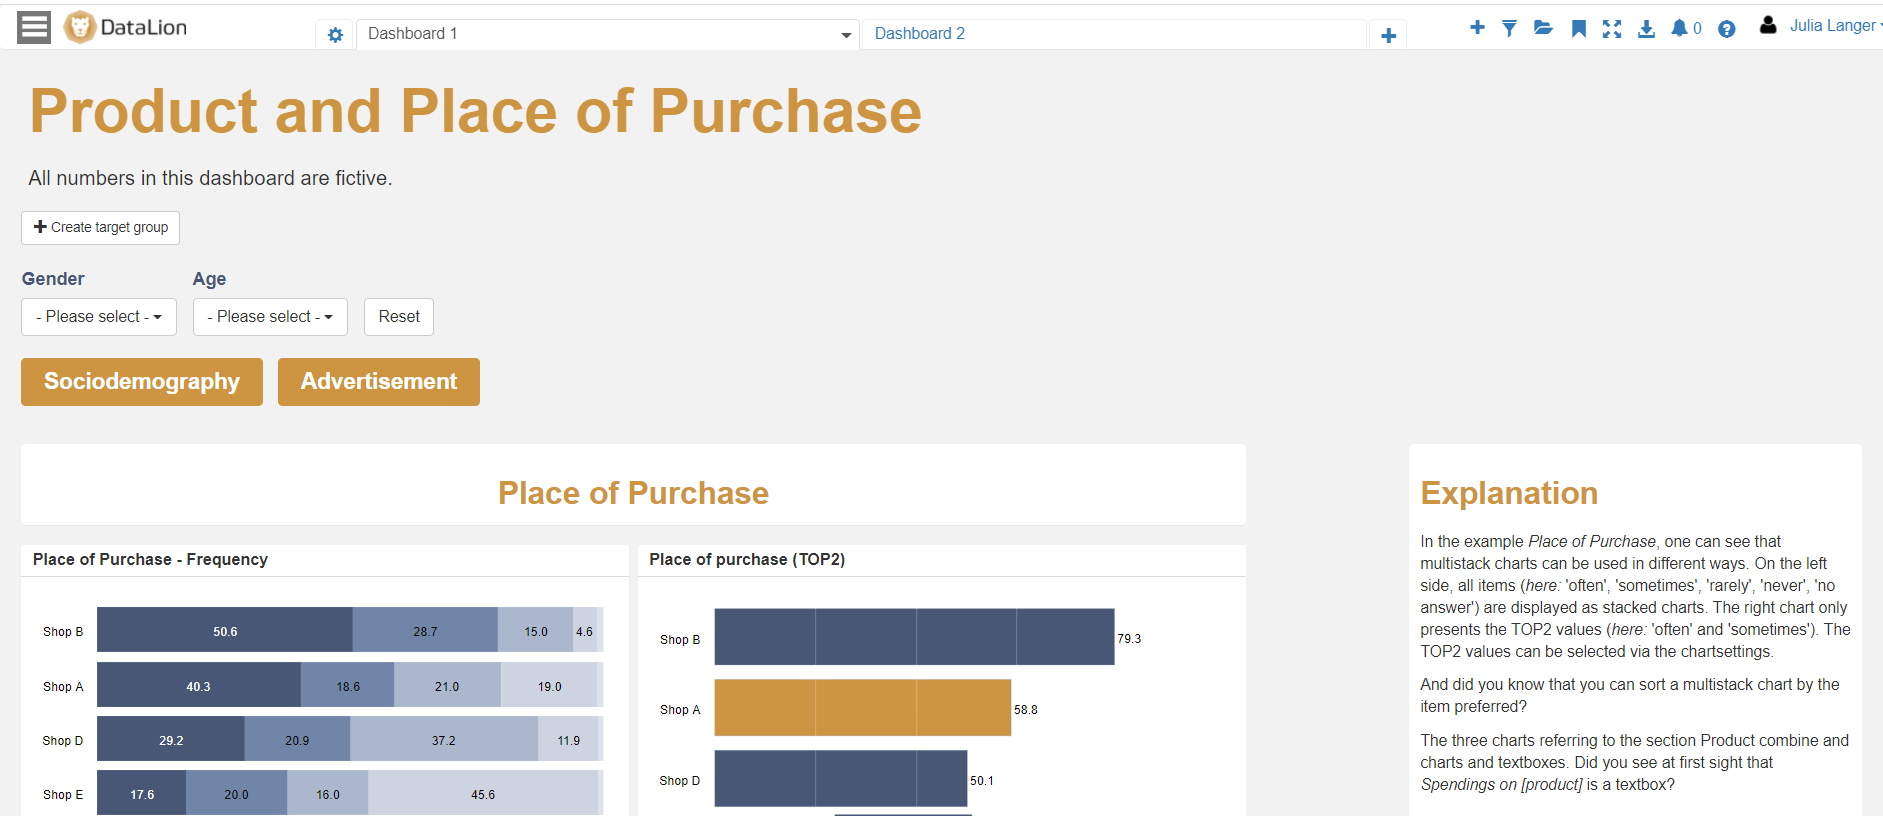 DataLion
Dashboard 1
Dashboard 2
0
Julia Langer
Product and Place of Purchase
All numbers in this dashboard are fictive.
Create target group
Gender Age
- Please select - - Please select - Reset
Sociodemography Advertisement
Place of Purchase
Place of Purchase - Frequency
Shop B 50.6 28.7 15.0 4.6
Shop A 40.3 18.6 21.0 19.0
Shop D 29.2 20.9 37.2 11.9
Shop E 17.6 20.0 16.0 45.6
Place of purchase (TOP2)
Shop B 79.3
Shop A 58.8
Shop D 50.1
Explanation
In the example Place of Purchase, one can see that
multistack charts can be used in different ways. On the left
side, all items (here: 'often', 'sometimes', 'rarely', 'never', 'no
answer') are displayed as stacked charts. The right chart only
presents the TOP2 values (here: 'often' and 'sometimes'). The
TOP2 values can be selected via the chartsettings.
And did you know that you can sort a multistack chart by the
item preferred?
The three charts referring to the section Product combine and
charts and textboxes. Did you see at first sight that
Spendings on [product] is a textbox?